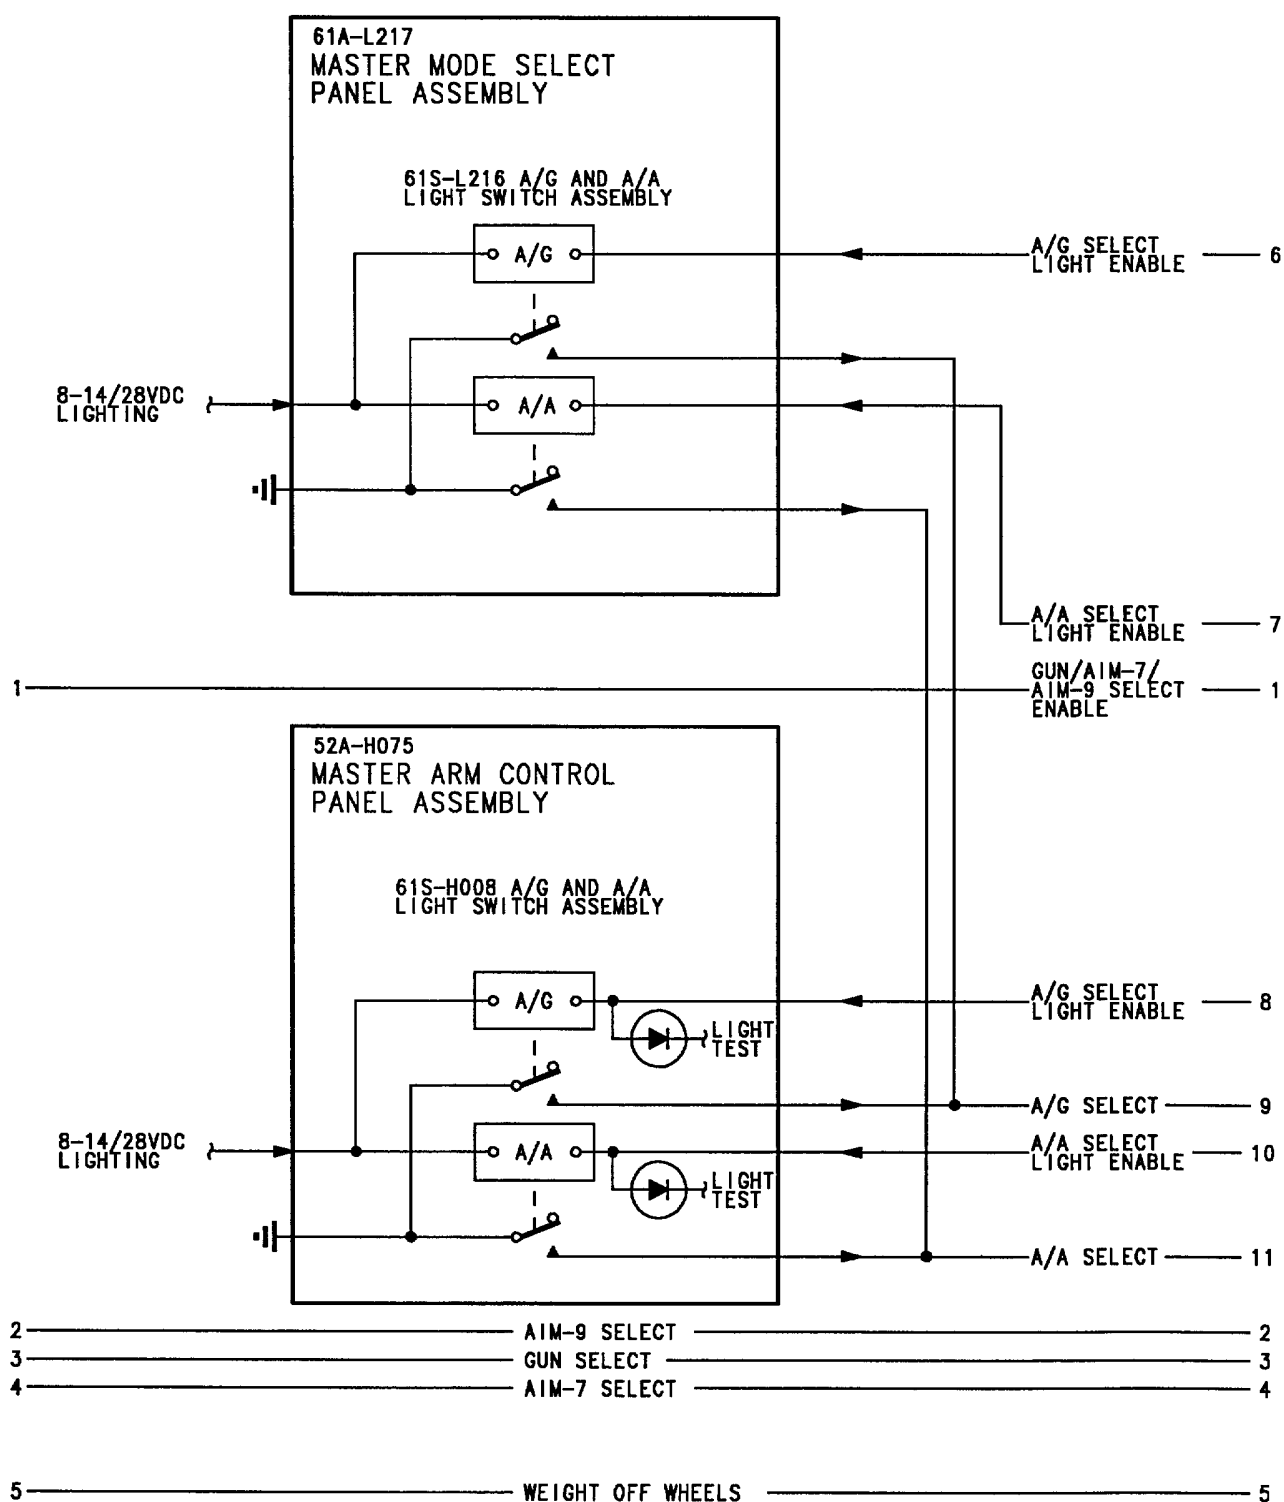 61A-L217
MASTER MODE SELECT
PANEL ASSEMBLY
61S-L216 A/G AND A/A
LIGHT SWITCH ASSEMBLY
A/G
A/G SELECT
LIGHT ENABLE
6
8-14/28VDC
LIGHTING
A/A
A/A SELECT
LIGHT ENABLE
7
1
GUN/AIM-7/
AIM-9 SELECT
ENABLE
1
52A-H075
MASTER ARM CONTROL
PANEL ASSEMBLY
61S-H008 A/G AND A/A
LIGHT SWITCH ASSEMBLY
A/G
LIGHT
TEST
A/G SELECT
LIGHT ENABLE
8
A/G SELECT
9
8-14/28VDC
LIGHTING
A/A
LIGHT
TEST
A/A SELECT
LIGHT ENABLE
10
A/A SELECT
11
2 AIM-9 SELECT 2
3 GUN SELECT 3
4 AIM-7 SELECT 4
5 WEIGHT OFF WHEELS 5